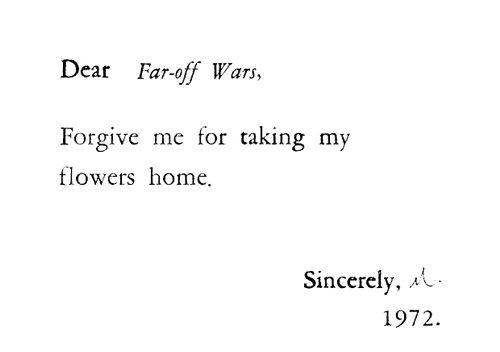 Dear Far-off Wars,
Forgive me for taking my
flowers home.
Sincerely,
1972.